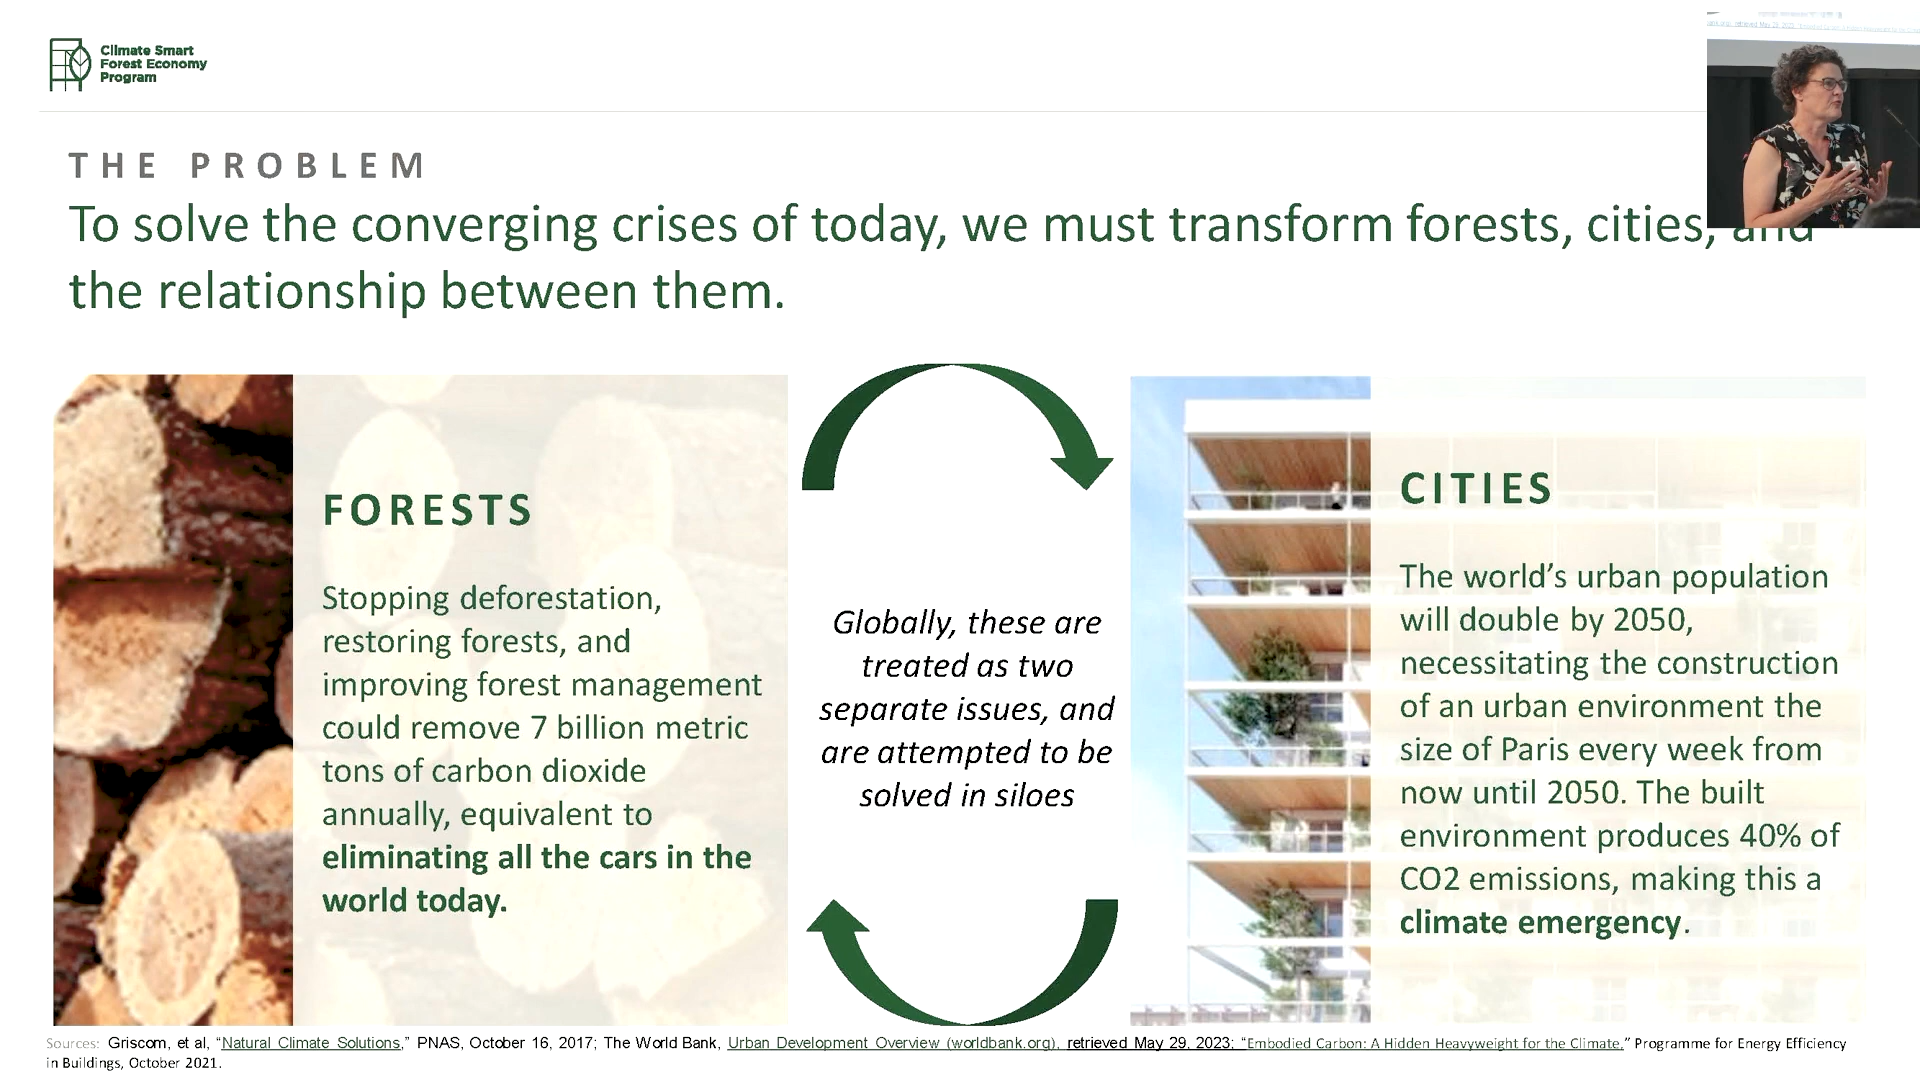 Climate Smart
Forest Economy
Program
THE PROBLEM
To solve the converging crises of today, we must transform forests, cities, and
the relationship between them.
FORESTS
Stopping deforestation,
restoring forests, and
improving forest management
could remove 7 billion metric
tons of carbon dioxide
annually, equivalent to
eliminating all the cars in the
world today.
Globally, these are
treated as two
separate issues, and
are attempted to be
solved in siloes
CITIES
The world’s urban population
will double by 2050,
necessitating the construction
of an urban environment the
size of Paris every week from
now until 2050. The built
environment produces 40% of
CO2 emissions, making this a
climate emergency.
Sources: Griscom, et al, “Natural Climate Solutions,” PNAS, October 16, 2017; The World Bank, Urban Development Overview (worldbank.org), retrieved May 29, 2023; “Embodied Carbon: A Hidden Heavyweight for the Climate,” Programme for Energy Efficiency
in Buildings, October 2021.